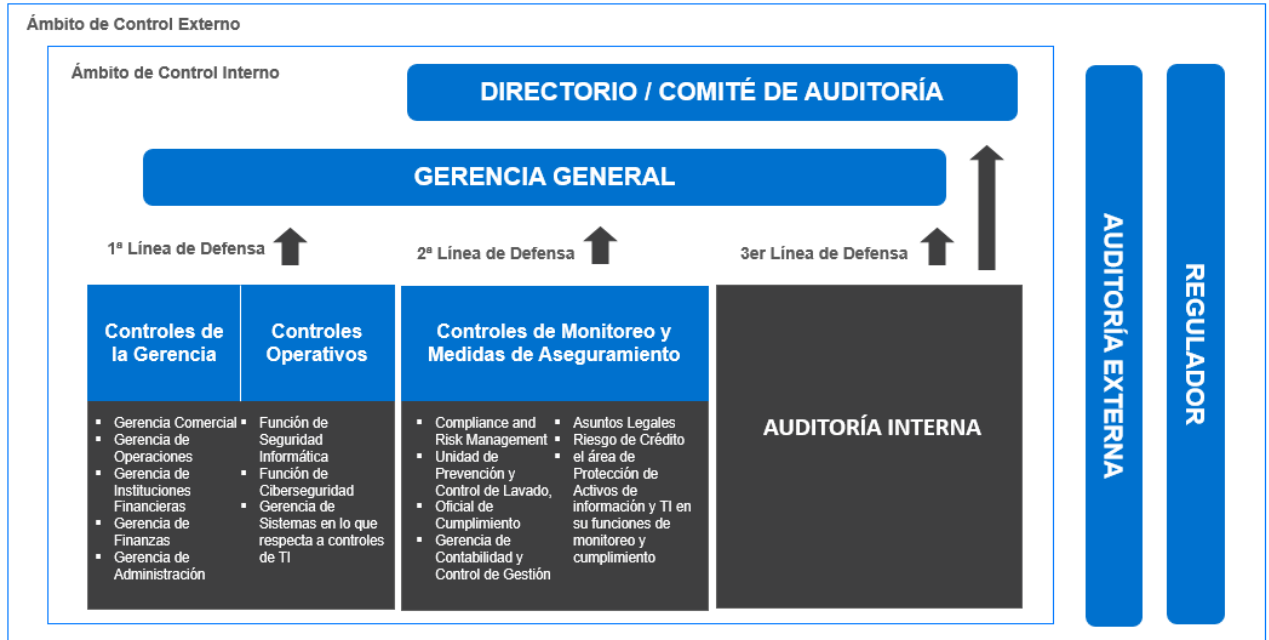 Ámbito de Control Externo
Ámbito de Control Interno
DIRECTORIO / COMITÉ DE AUDITORÍA
GERENCIA GENERAL
1ª Línea de Defensa
2ª Línea de Defensa
3er Línea de Defensa
Controles de
la Gerencia
Controles
Operativos
Controles de Monitoreo y
Medidas de Aseguramiento
▪ Gerencia Comercial
▪ Gerencia de
Operaciones
▪ Gerencia de
Instituciones
Financieras
▪ Gerencia de
Finanzas
▪ Gerencia de
Administración
▪ Función de
Seguridad
Informática
▪ Función de
Ciberseguridad
▪ Gerencia de
Sistemas en lo que
respecta a controles
de TI
▪ Compliance and
Risk Management
▪ Unidad de
Prevención y
Control de Lavado,
▪ Oficial de
Cumplimiento
▪ Gerencia de
Contabilidad y
Control de Gestión
▪ Asuntos Legales
▪ Riesgo de Crédito
▪ el área de
Protección de
Activos de
información y TI en
su funciones de
monitoreo y
cumplimiento
AUDITORÍA INTERNA
AUDITORÍA EXTERNA
REGULADOR